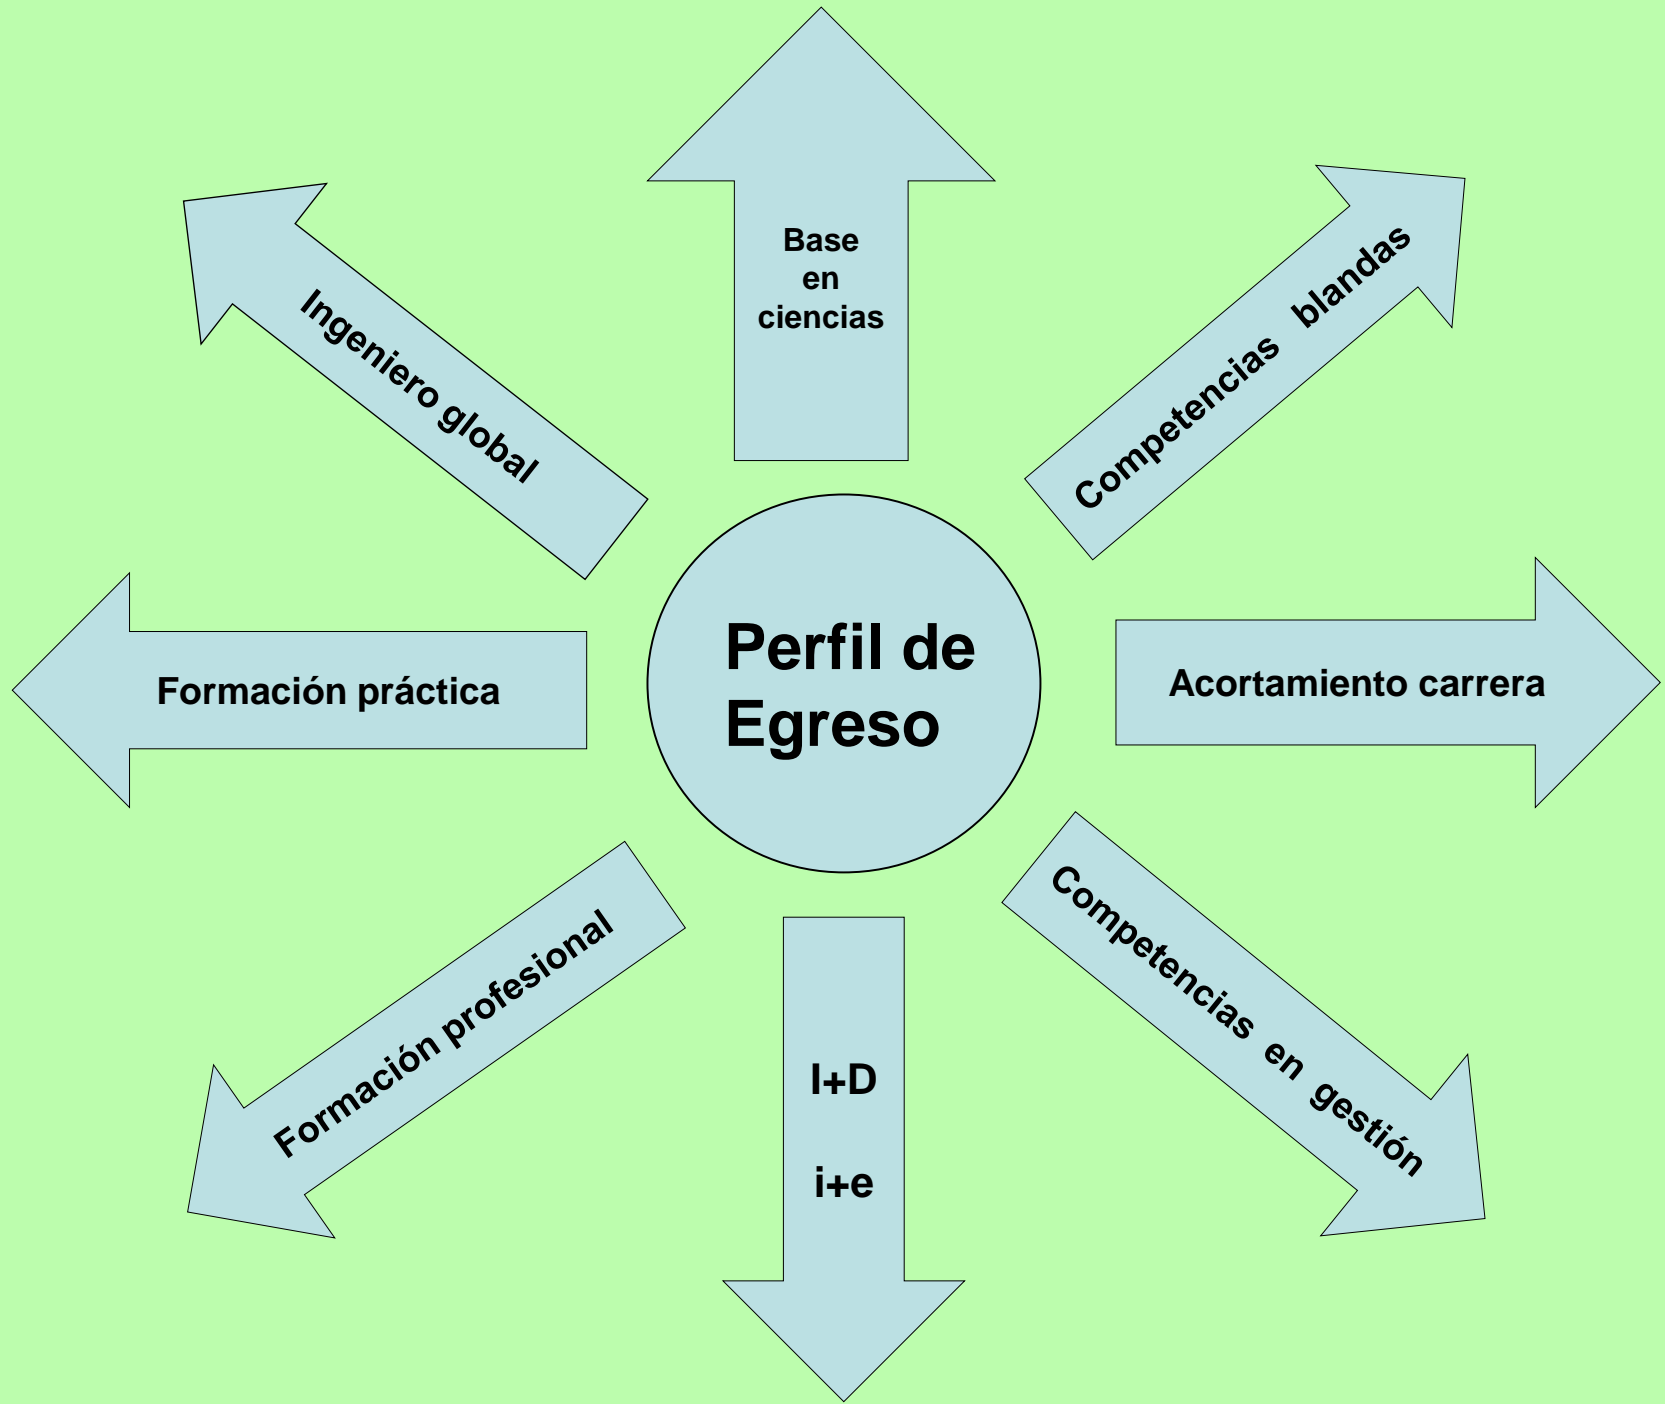 Base
en
ciencias
Competencias blandas
Ingeniero global
Perfil de
Egreso
Formación práctica
Acortamiento carrera
Formación profesional
Competencias en gestión
I+D
i+e